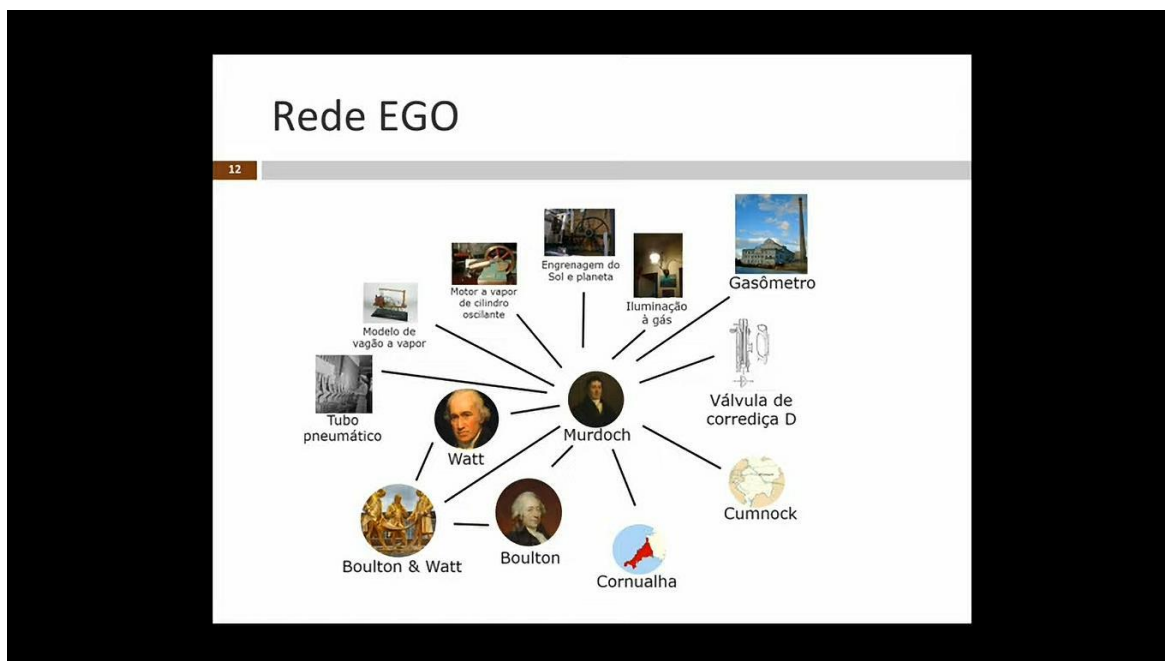 Rede EGO
12
Engrenagem do
Sol e planeta
Gasômetro
Motor a vapor
de cilindro
oscilante
Iluminação
à gás
Modelo de
vagão a vapor
Tubo
pneumático
Watt
Murdoch
Válvula de
corrediça D
Cumnock
Boulton & Watt
Boulton
Cornualha